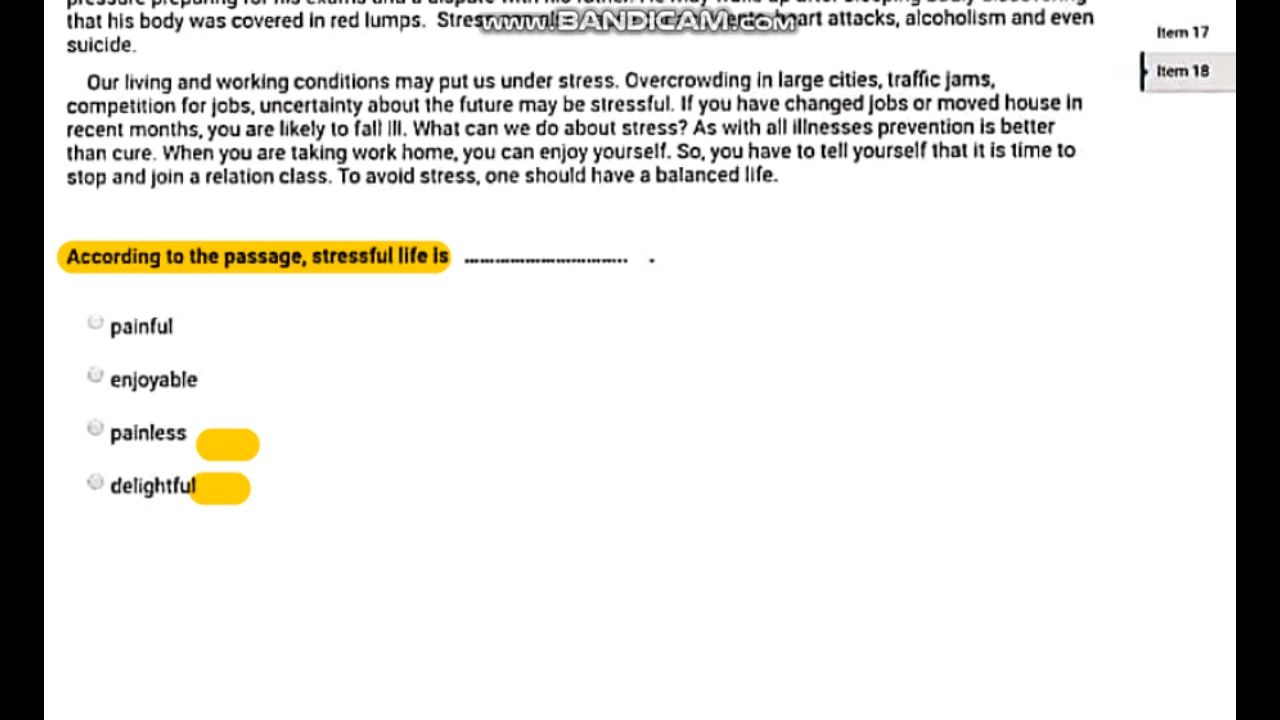 that his body was covered in red lumps. Stress www.BANDICAM.com heart attacks, alcoholism and even
suicide.
Our living and working conditions may put us under stress. Overcrowding in large cities, traffic jams,
competition for jobs, uncertainty about the future may be stressful. If you have changed jobs or moved house in
recent months, you are likely to fall ill. What can we do about stress? As with all illnesses prevention is better
than cure. When you are taking work home, you can enjoy yourself. So, you have to tell yourself that it is time to
stop and join a relation class. To avoid stress, one should have a balanced life.
According to the passage, stressful life is ................................ .
painful
enjoyable
painless
delightful
Item 17
Item 18